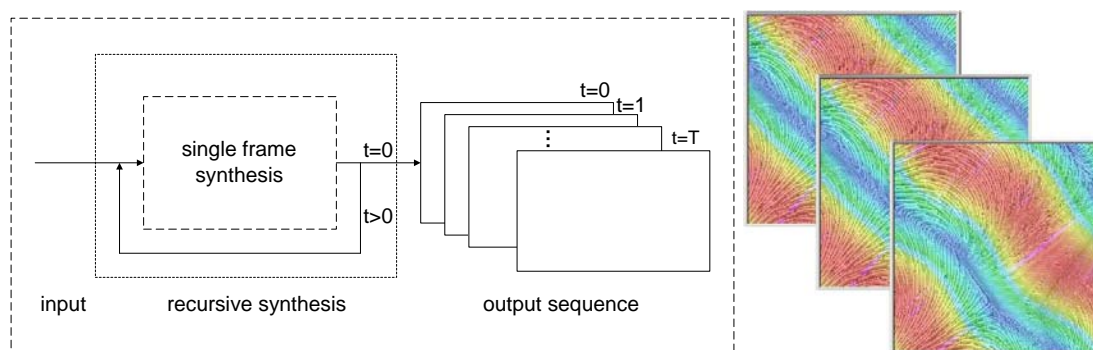 t=0
t=1
⋮
t=T
single frame
synthesis
t=0
t>0
input
recursive synthesis
output sequence